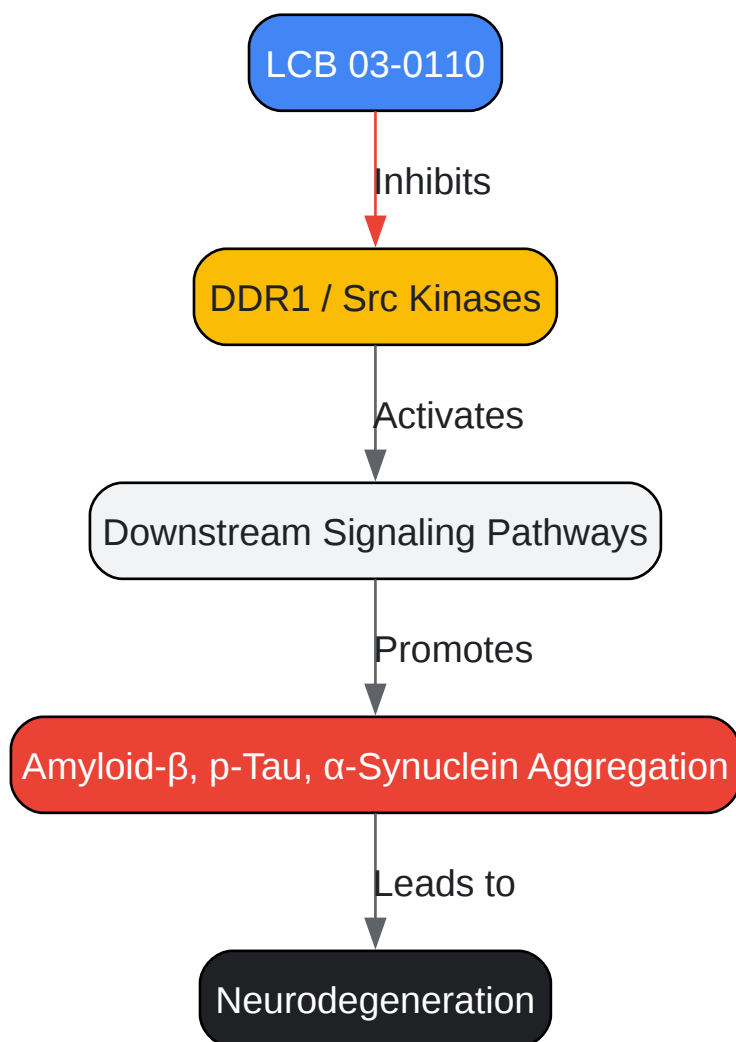 LCB 03-0110
Inhibits
DDR1 / Src Kinases
Activates
Downstream Signaling Pathways
Promotes
Amyloid-β, p-Tau, α-Synuclein Aggregation
Leads to
Neurodegeneration